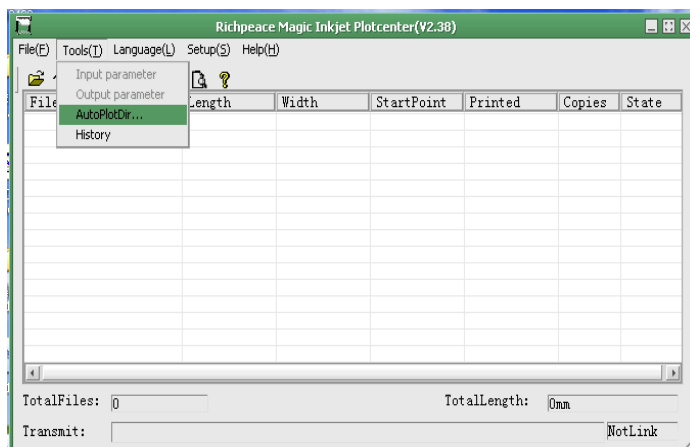 Richpeace Magic Inkjet Plotcenter(V2.38)
File(F) Tools(T) Language(L) Setup(S) Help(H)
Input parameter
Output parameter
AutoPlotDir...
History
File Length Width StartPoint Printed Copies State
TotalFiles: 0 TotalLength: 0mm
Transmit: NotLink